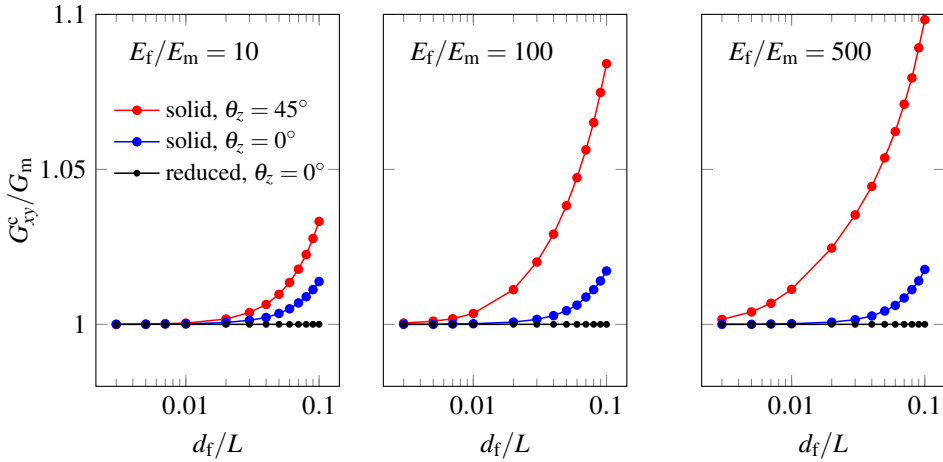 E_f/E_m = 10
E_f/E_m = 100
E_f/E_m = 500
solid, θ_z = 45°
solid, θ_z = 0°
reduced, θ_z = 0°
G^c_xy/G_m
1.1
1.05
1
0.01 0.1
0.01 0.1
0.01 0.1
d_f/L
d_f/L
d_f/L